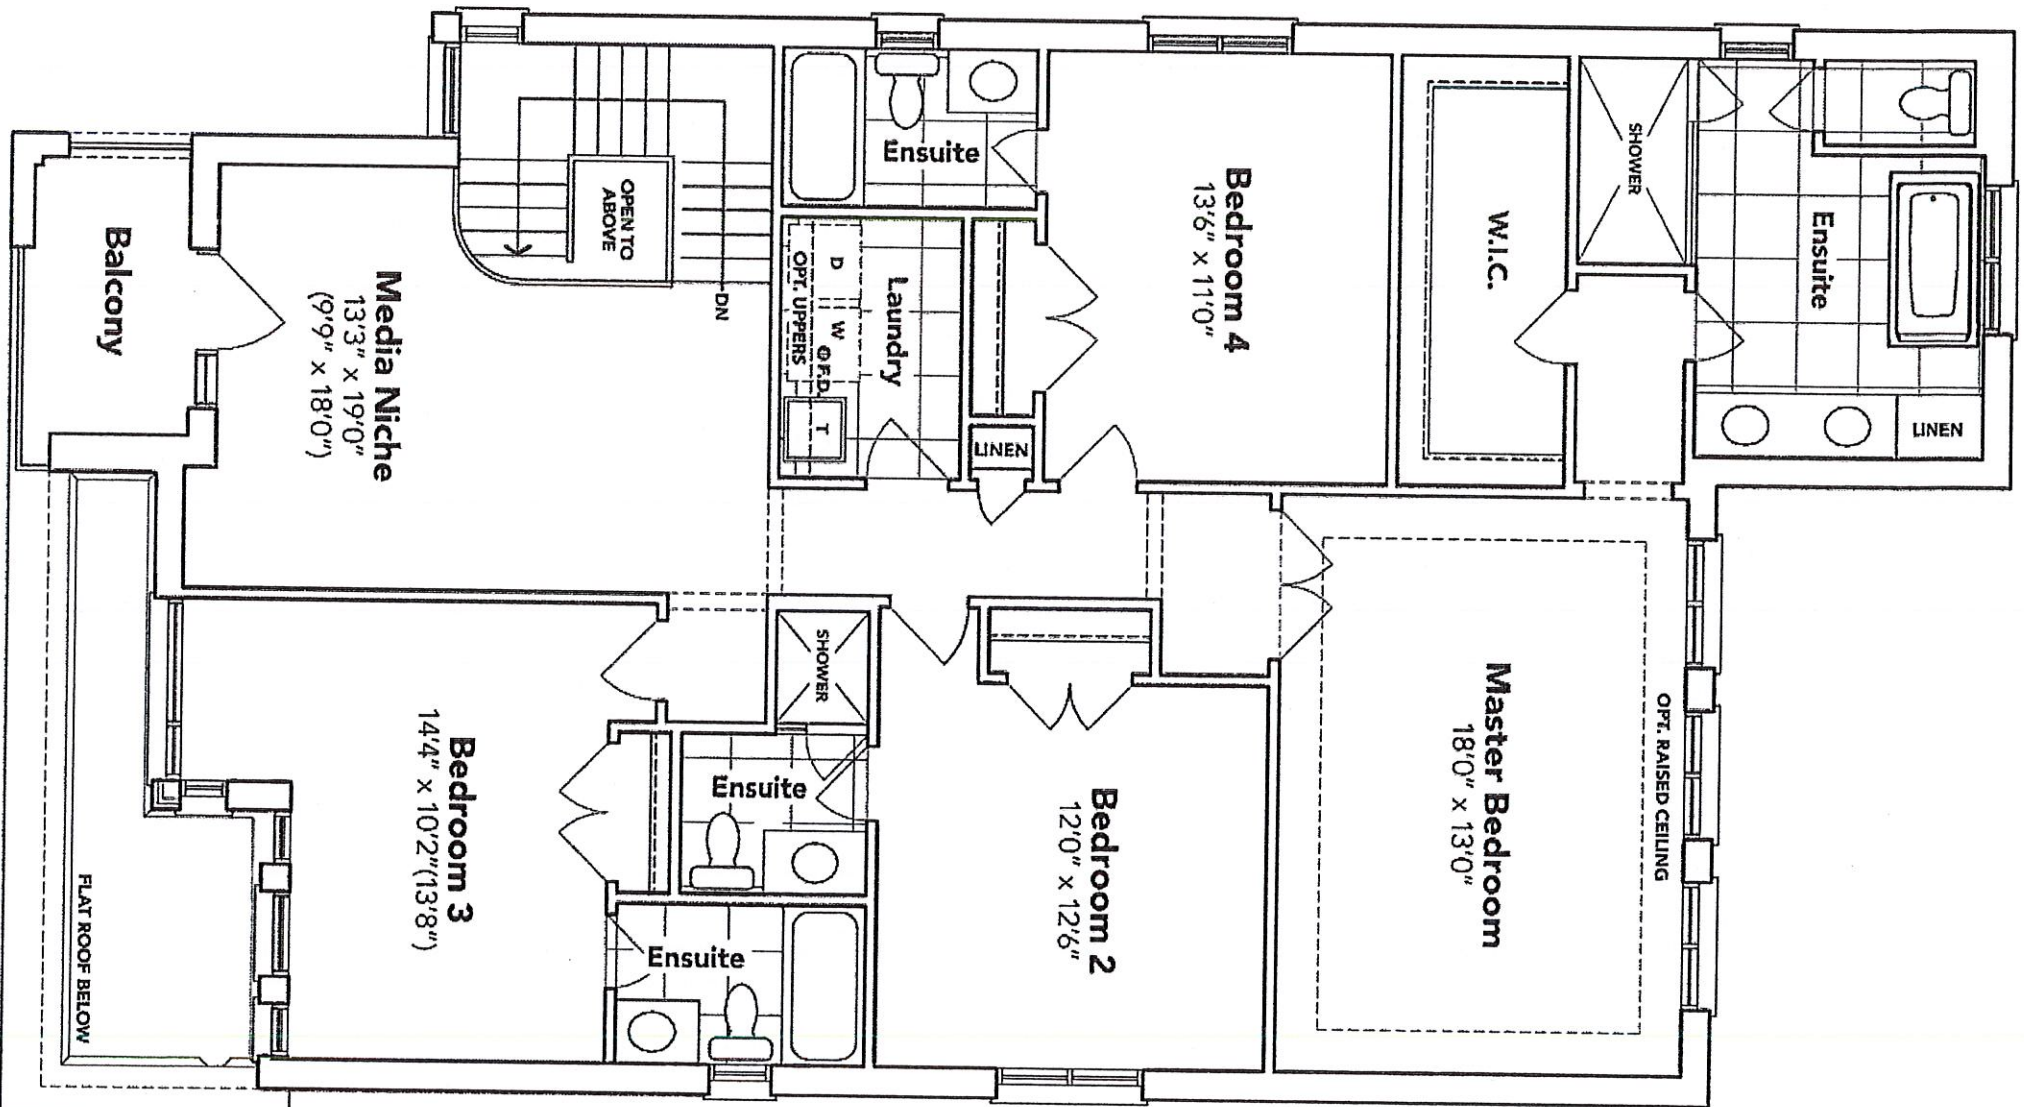 Ensuite
SHOWER
Ensuite
W.I.C.
LINEN
Bedroom 4
13'6" x 11'0"
OPEN TO
ABOVE
DN
Laundry
D
W
F.D.
T
OPT. UPPERS
LINEN
Balcony
Media Niche
13'3" x 19'0"
(9'9" x 18'0")
Master Bedroom
18'0" x 13'0"
OPT. RAISED CEILING
SHOWER
Ensuite
Bedroom 2
12'0" x 12'6"
Bedroom 3
14'4" x 10'2"(13'8")
Ensuite
FLAT ROOF BELOW